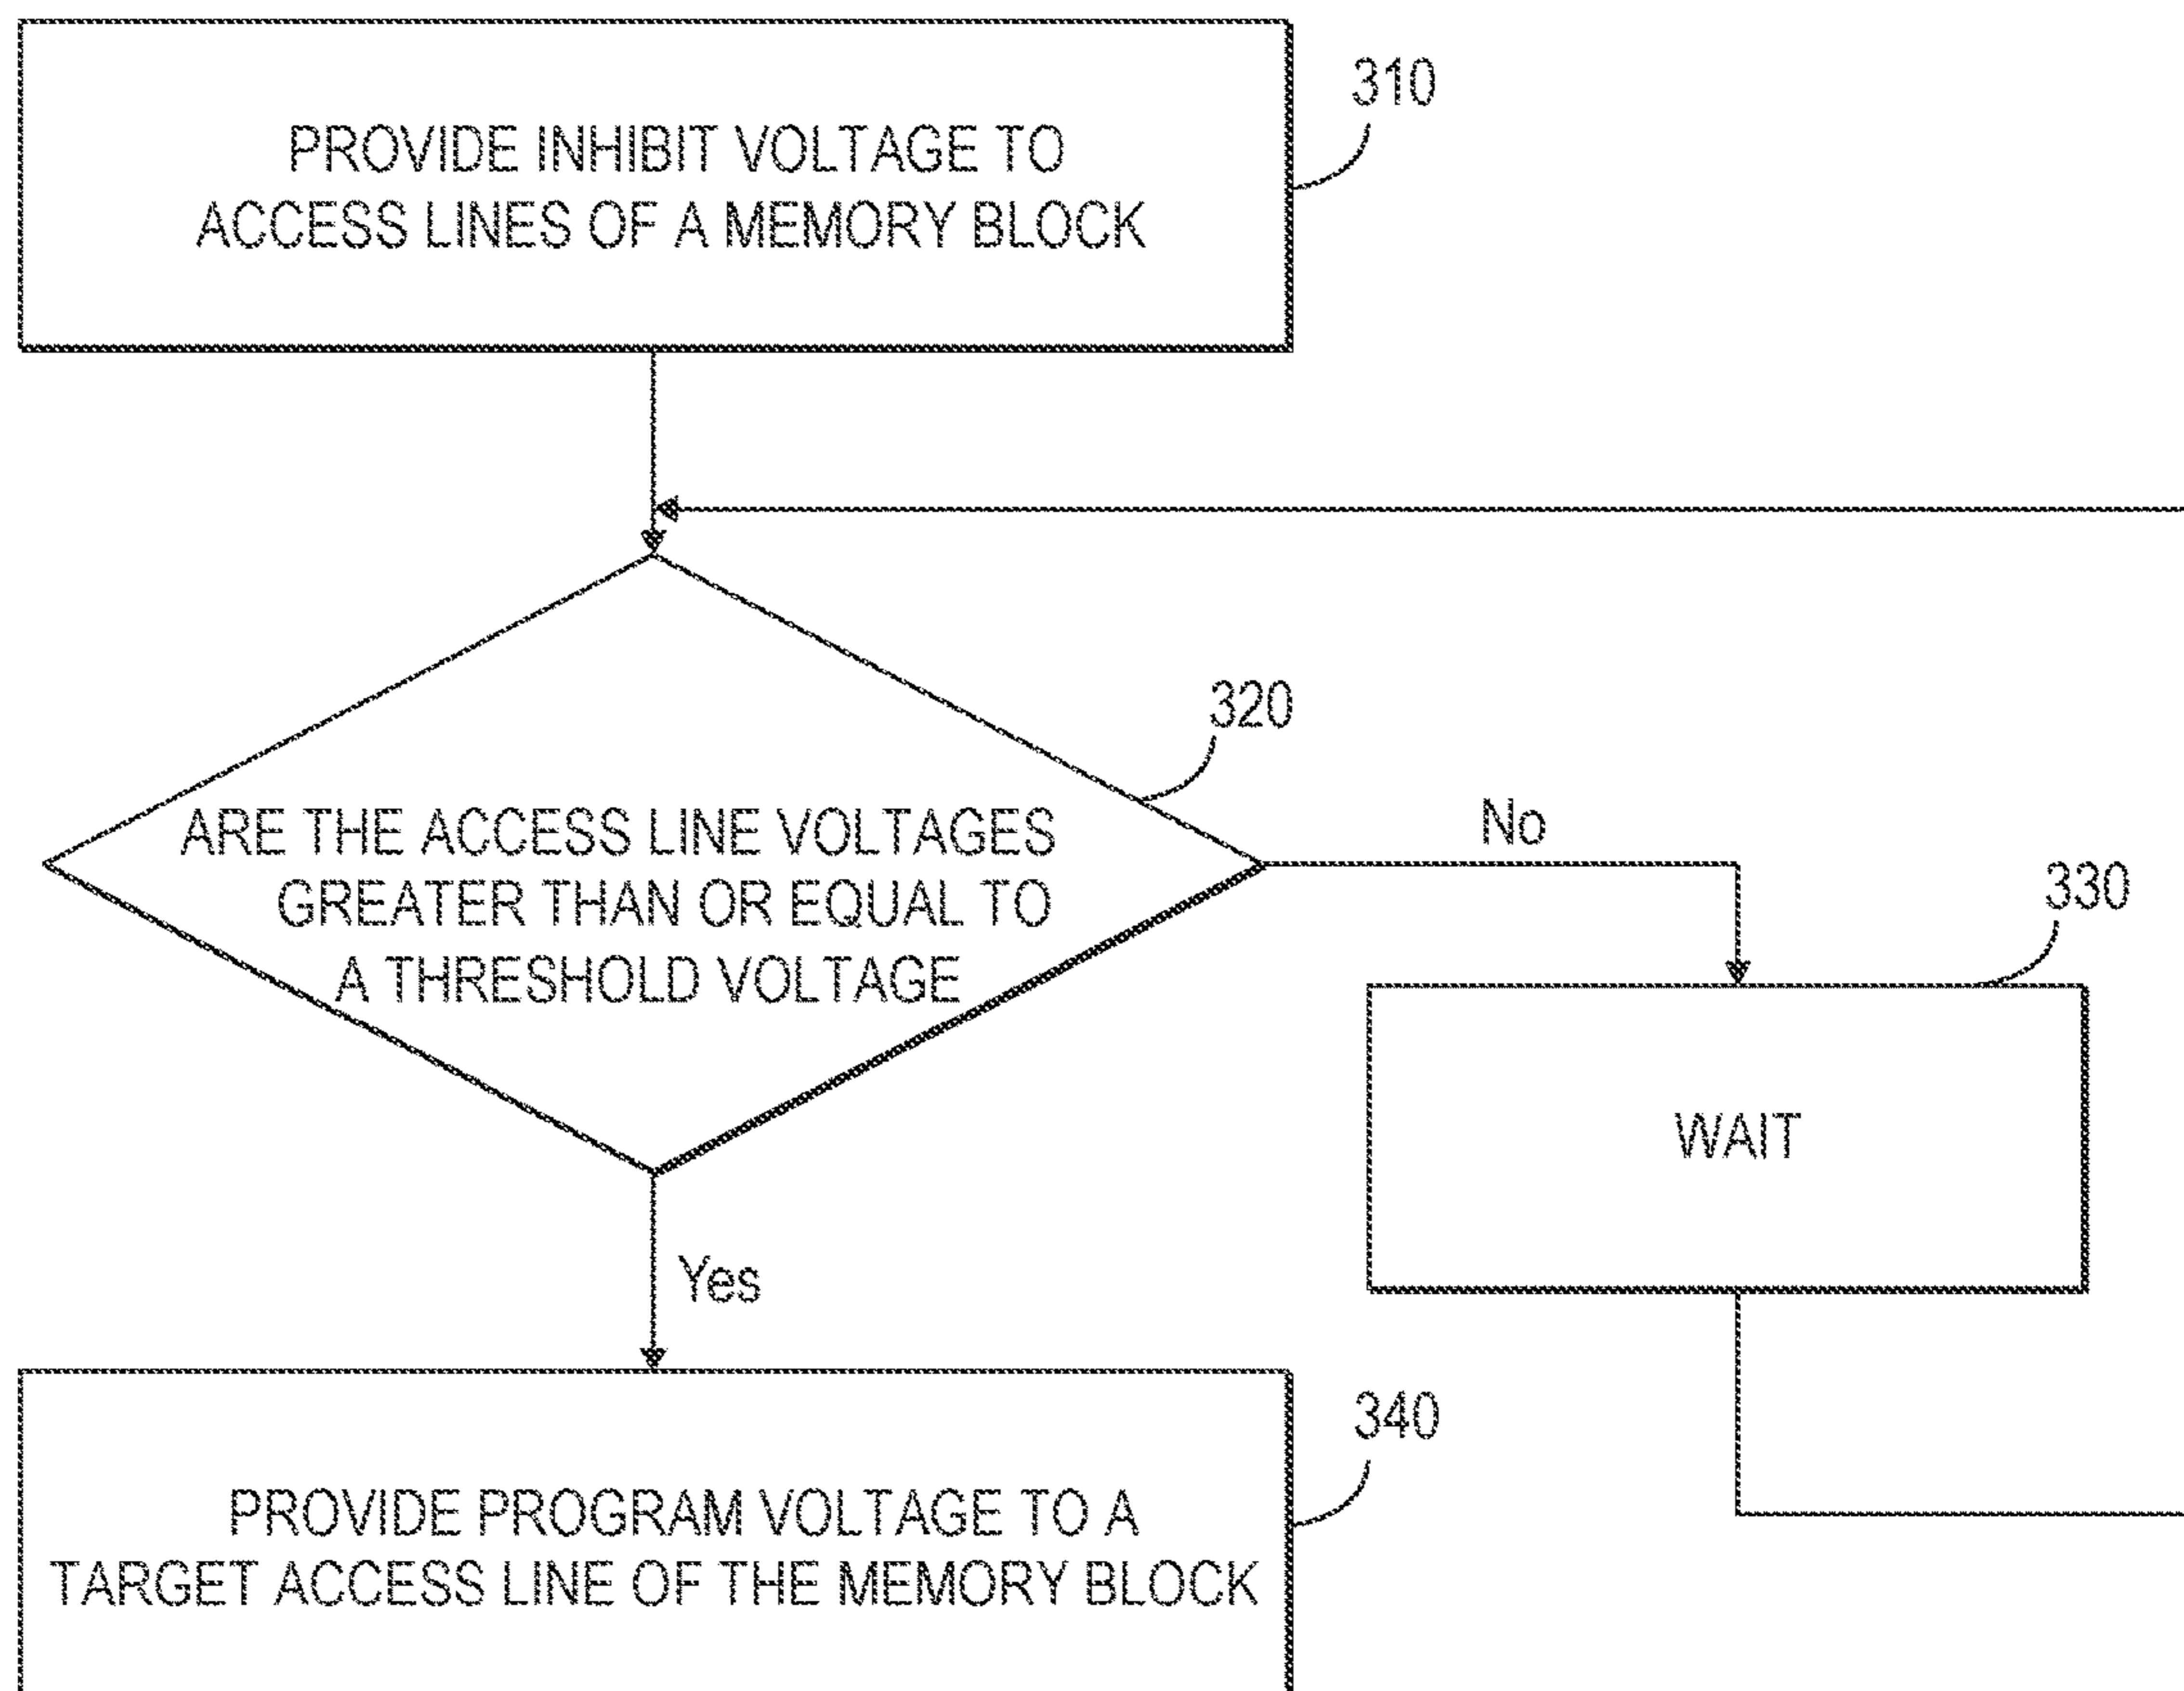 310
PROVIDE INHIBIT VOLTAGE TO
ACCESS LINES OF A MEMORY BLOCK
320
ARE THE ACCESS LINE VOLTAGES
GREATER THAN OR EQUAL TO
A THRESHOLD VOLTAGE
No
330
WAIT
Yes
340
PROVIDE PROGRAM VOLTAGE TO A
TARGET ACCESS LINE OF THE MEMORY BLOCK